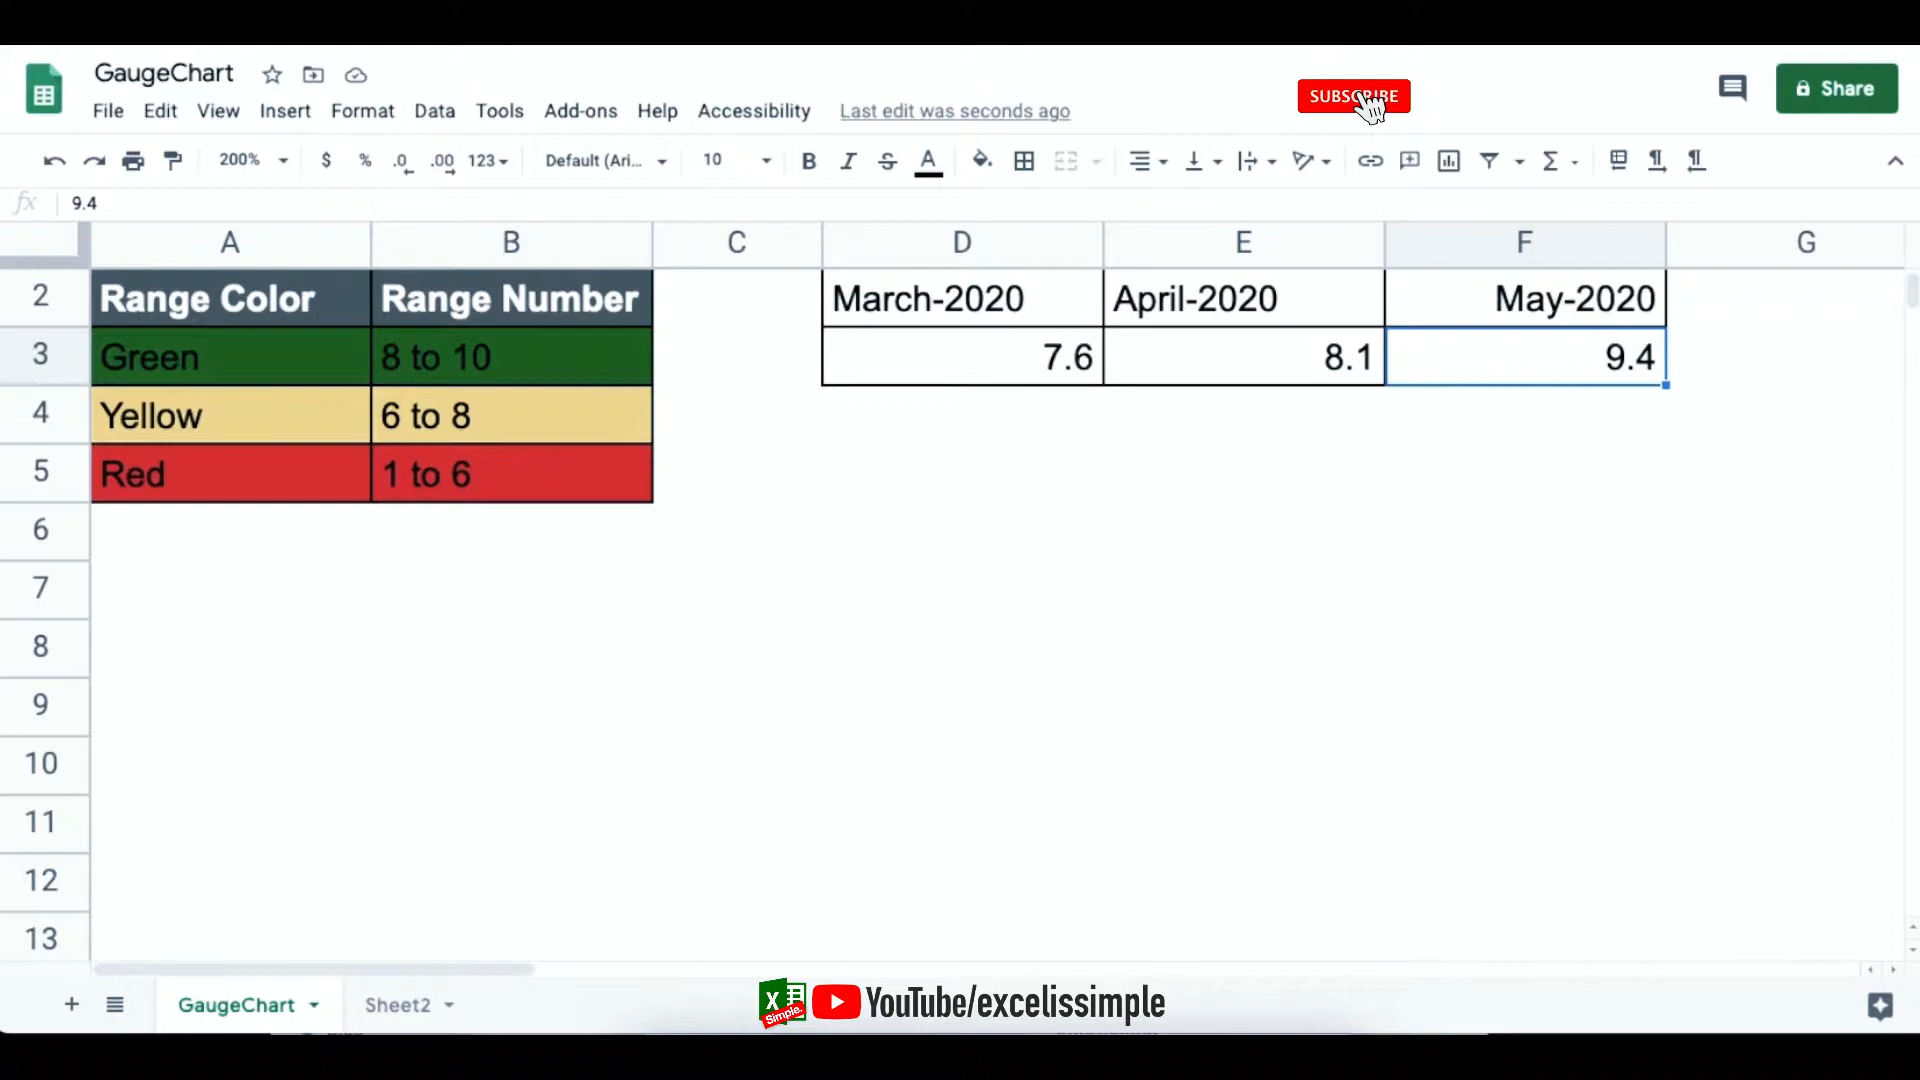 GaugeChart
File Edit View Insert Format Data Tools Add-ons Help Accessibility Last edit was seconds ago
SUBSCRIBE
Share
200% $ % .0 .00 123 Default (Ari... 10 B I S A
fx 9.4
A B C D E F G
2 Range Color Range Number March-2020 April-2020 May-2020
3 Green 8 to 10 7.6 8.1 9.4
4 Yellow 6 to 8
5 Red 1 to 6
6
7
8
9
10
11
12
13
GaugeChart Sheet2
X Simple. YouTube/excelissimple